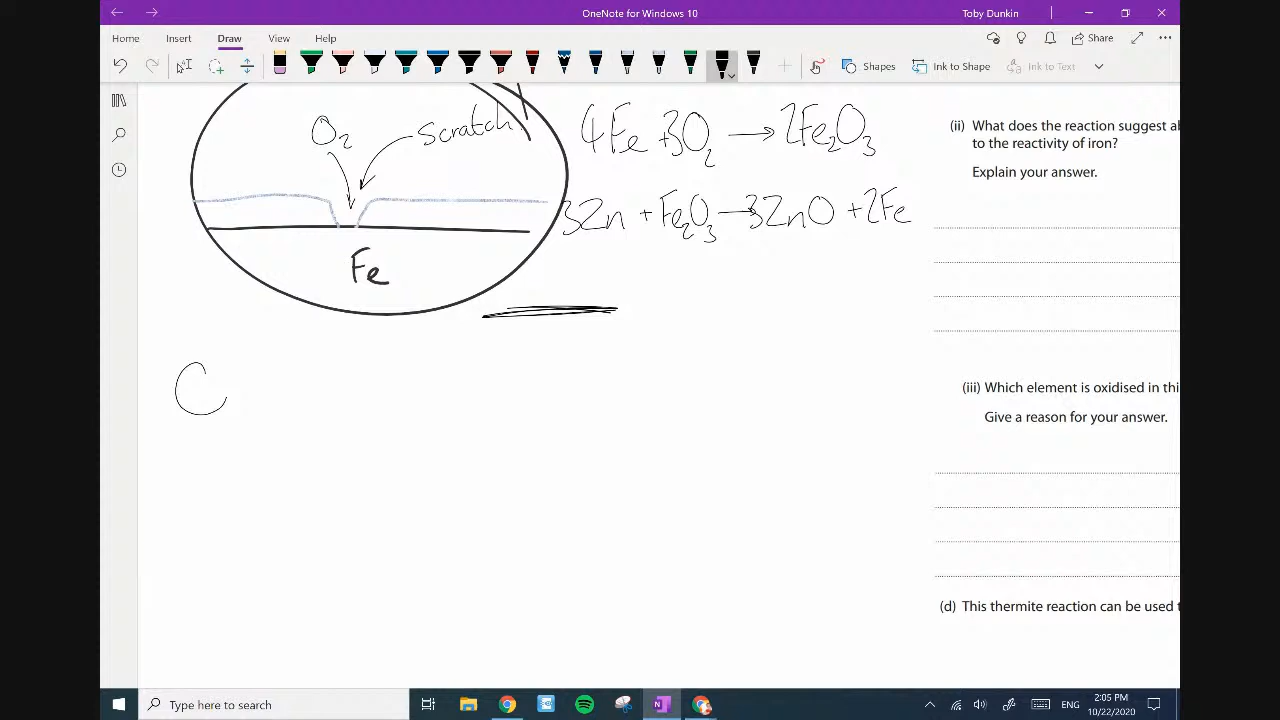 OneNote for Windows 10
Toby Dunkin
Home Insert Draw View Help
Share
Shapes
Ink to Shape
Ink to Text
O2
scratch.
4Fe + 3O2 → 2Fe2O3
3Zn + Fe2O3 → 3ZnO + 2Fe
Fe
C
(ii) What does the reaction suggest a
to the reactivity of iron?
Explain your answer.
(iii) Which element is oxidised in thi
Give a reason for your answer.
(d) This thermite reaction can be used
Type here to search
ENG
2:05 PM
10/22/2020